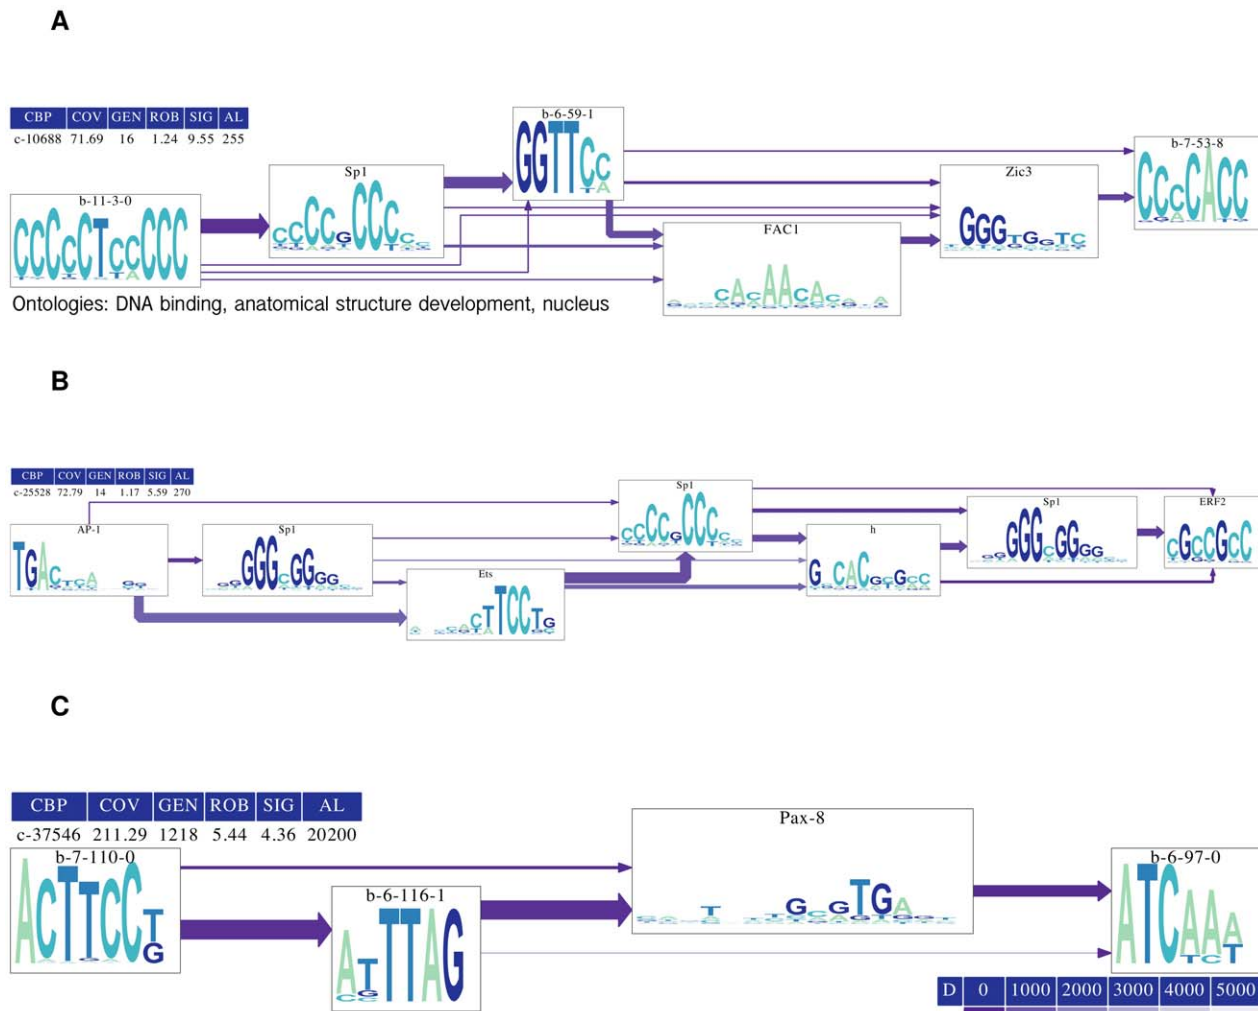 A
CBP COV GEN ROB SIG AL
c-10688 71.69 16 1.24 9.55 255
b-11-3-0
Sp1
b-6-59-1
GGTTCC
FAC1
Zic3
b-7-53-8
Ontologies: DNA binding, anatomical structure development, nucleus
B
CBP COV GEN ROB SIG AL
c-25528 72.79 14 1.17 5.59 270
AP-1
Sp1
Ets
Sp1
h
Sp1
ERF2
C
CBP COV GEN ROB SIG AL
c-37546 211.29 1218 5.44 4.36 20200
b-7-110-0
ACTTCCT
b-6-116-1
ATTTAG
Pax-8
b-6-97-0
ATCAAA
D 0 1000 2000 3000 4000 5000